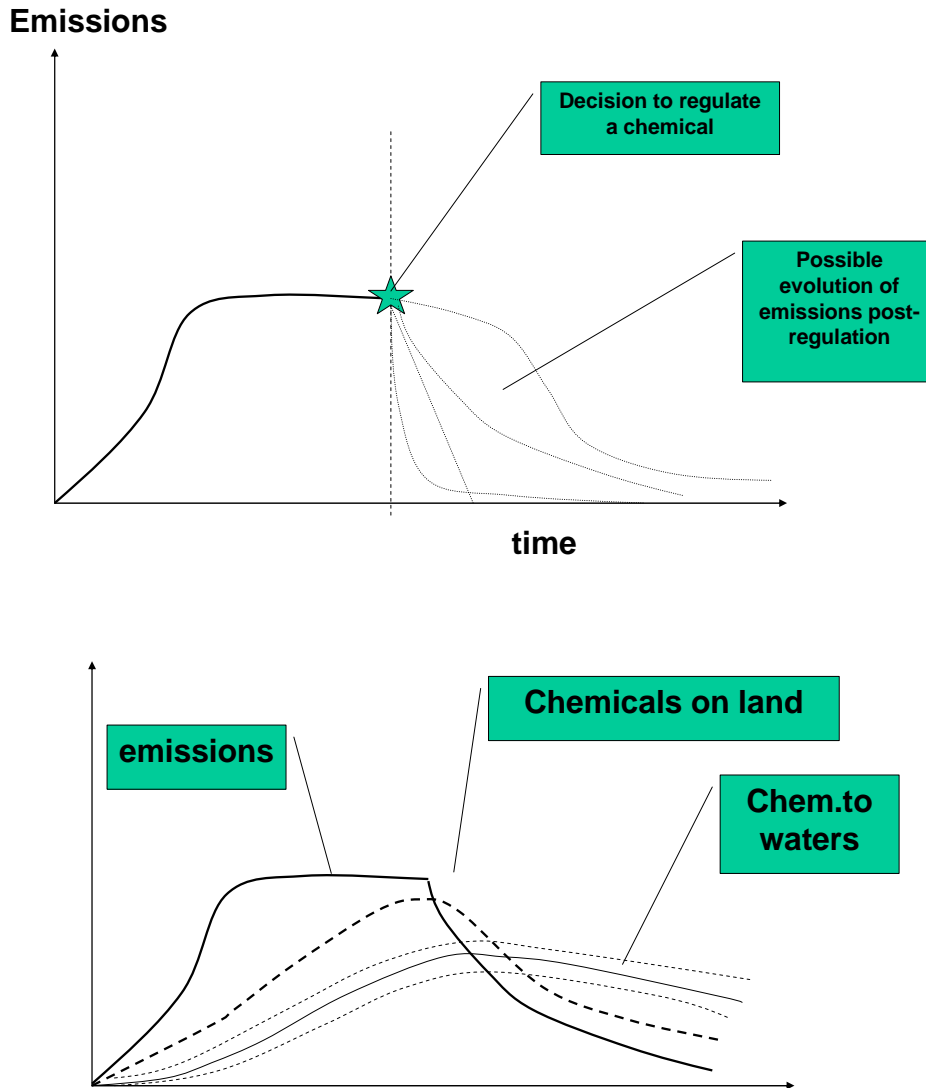 Emissions
Decision to regulate
a chemical
Possible
evolution of
emissions post-
regulation
time
Chemicals on land
emissions
Chem.to
waters